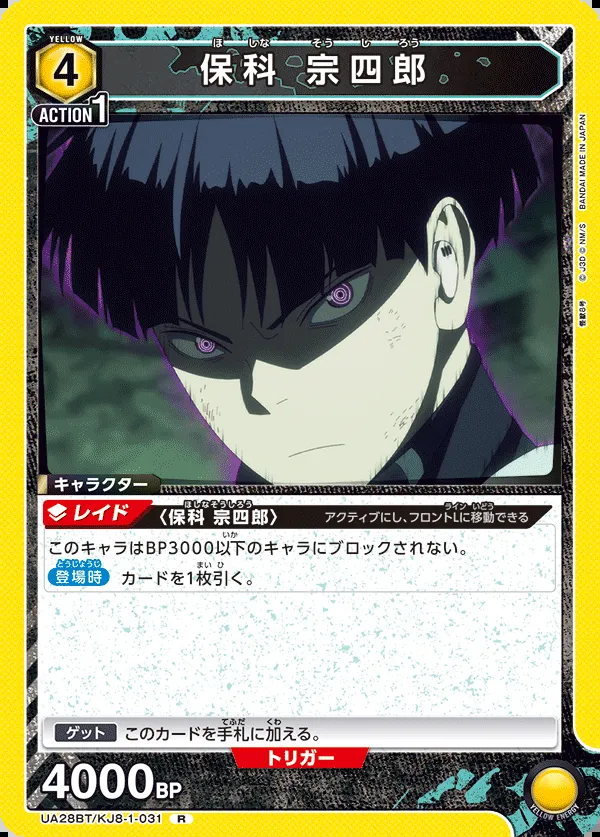 YELLOW
4
ACTION 1
ほ しな そう し ろう
保科 宗四郎
BANDAI MADE IN JAPAN
© J3D © NM/S
怪獣8号
キャラクター
レイド
ほしなそうしろう
〈保科 宗四郎〉
ライン いどう
アクティブにし、フロントLに移動できる
いか
このキャラはBP3000以下のキャラにブロックされない。
とうじょうじ
登場時
まい ひ
カードを1枚引く。
ゲット
てふだ くわ
このカードを手札に加える。
トリガー
4000BP
UA28BT/KJ8-1-031 R
YELLOW ENERGY